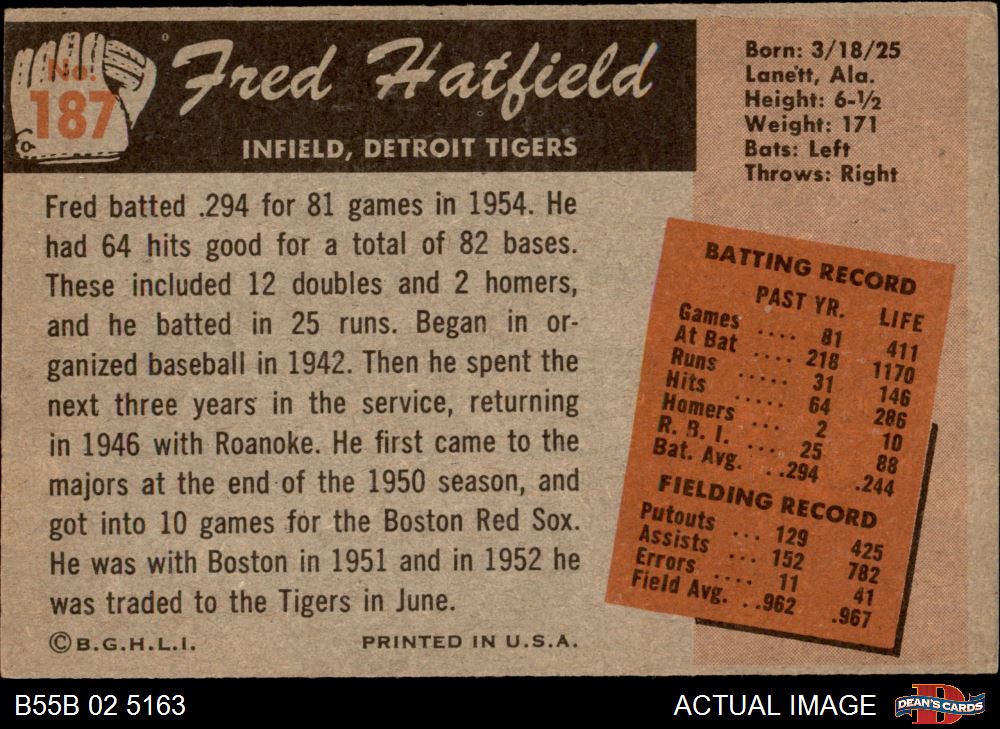 No.
187
Fred Hatfield
INFIELD, DETROIT TIGERS
Born: 3/18/25
Lanett, Ala.
Height: 6-½
Weight: 171
Bats: Left
Throws: Right
Fred batted .294 for 81 games in 1954. He
had 64 hits good for a total of 82 bases.
These included 12 doubles and 2 homers,
and he batted in 25 runs. Began in or-
ganized baseball in 1942. Then he spent the
next three years in the service, returning
in 1946 with Roanoke. He first came to the
majors at the end of the 1950 season, and
got into 10 games for the Boston Red Sox.
He was with Boston in 1951 and in 1952 he
was traded to the Tigers in June.
©B.G.H.L.I. PRINTED IN U.S.A.
BATTING RECORD
PAST YR. LIFE
Games .... 81 411
At Bat .... 218 1170
Runs ..... 31 146
Hits ..... 64 286
Homers 2 10
R. B. I. ... 25 88
Bat. Avg. ..294 .244
FIELDING RECORD
Putouts ... 129 425
Assists ... 152 782
Errors .... 11 41
Field Avg. ..962 .967
B55B 02 5163 ACTUAL IMAGE D DEAN'S CARDS